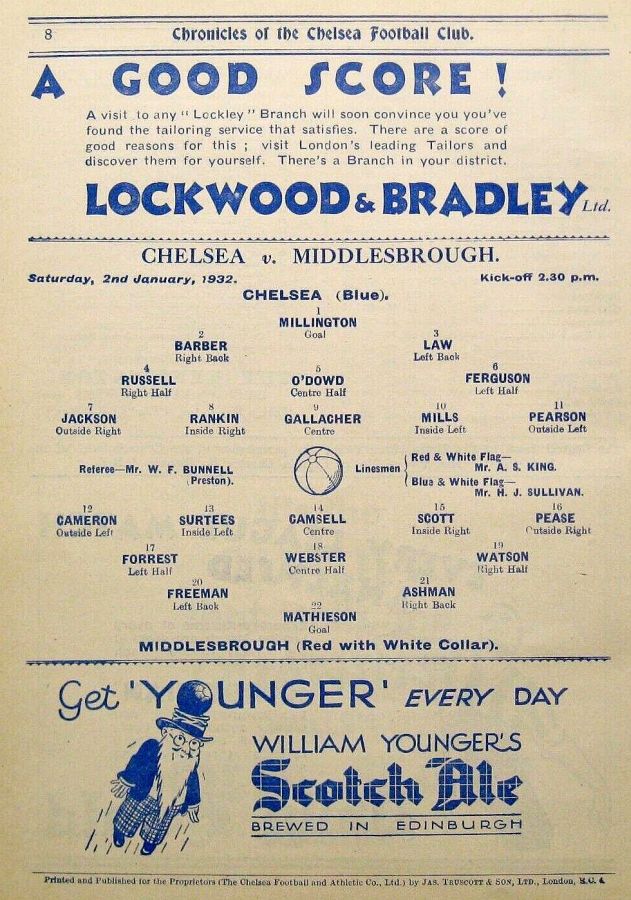 8
Chronicles of the Chelsea Football Club.
A GOOD SCORE !
A visit to any "Lockley" Branch will soon convince you you've
found the tailoring service that satisfies. There are a score of
good reasons for this ; visit London's leading Tailors and
discover them for yourself. There's a Branch in your district.
LOCKWOOD & BRADLEY Ltd.
CHELSEA v. MIDDLESBROUGH.
Saturday, 2nd January, 1932. Kick-off 2.30 p.m.
CHELSEA (Blue).
1
MILLINGTON
Goal
2 3
BARBER LAW
Right Back Left Back
4 5 6
RUSSELL O'DOWD FERGUSON
Right Half Centre Half Left Half
7 8 9 10 11
JACKSON RANKIN GALLACHER MILLS PEARSON
Outside Right Inside Right Centre Inside Left Outside Left
Referee—Mr. W. F. BUNNELL
(Preston).
Linesmen
Red & White Flag—
Mr. A. S. KING.
Blue & White Flag—
Mr. H. J. SULLIVAN.
12 13 14 15 16
CAMERON SURTEES CAMSELL SCOTT PEASE
Outside Left Inside Left Centre Inside Right Outside Right
17 18 19
FORREST WEBSTER WATSON
Left Half Centre Half Right Half
20 21
FREEMAN ASHMAN
Left Back Right Back
22
MATHIESON
Goal
MIDDLESBROUGH (Red with White Collar).
Get 'YOUNGER' EVERY DAY
WILLIAM YOUNGER'S
Scotch Ale
BREWED IN EDINBURGH
Printed and Published for the Proprietors (The Chelsea Football and Athletic Co., Ltd.) by JAS. TRUSCOTT & SON, LTD., London, E.C. 4.